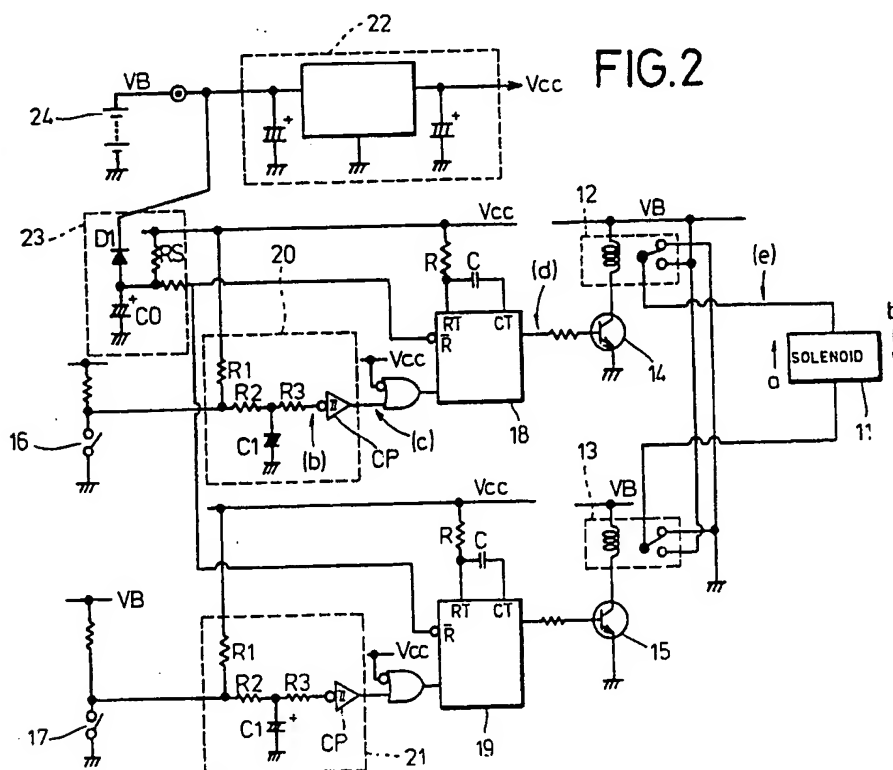 FIG.2
22
VB
Vcc
24
23
D1
RS
C0
20
Vcc
R
C
RT
CT
R̅
(d)
12
VB
(e)
b
a
SOLENOID
11
14
18
R1
R2
R3
C1
(b)
CP
Vcc
(c)
16
13
VB
Vcc
R
C
RT
CT
R̅
VB
R1
R2
R3
C1
CP
Vcc
17
21
19
15